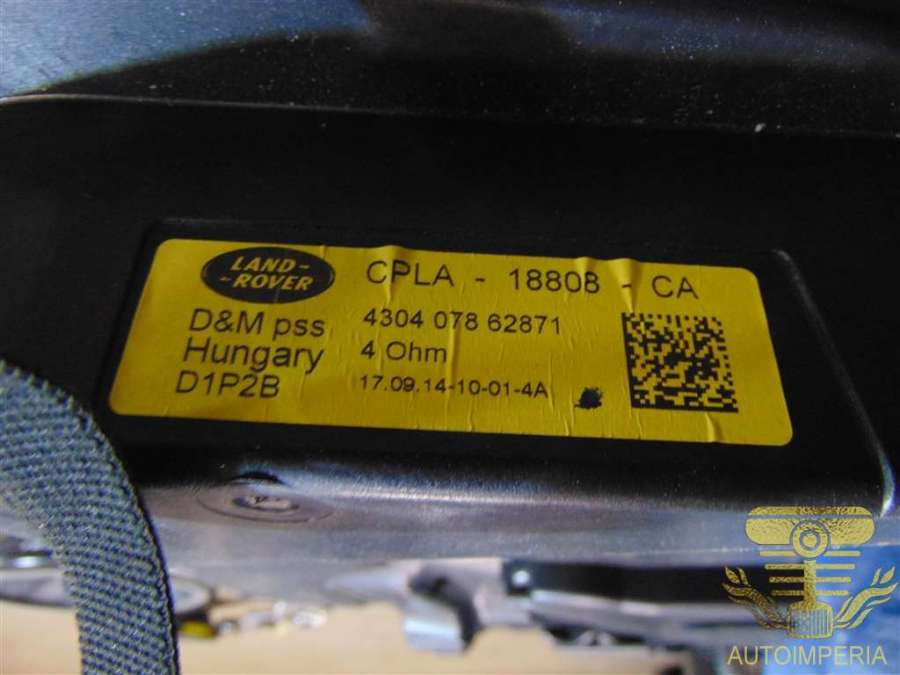 LAND-
-ROVER
CPLA - 18808 - CA
D&M pss
4304 078 62871
Hungary
4 Ohm
D1P2B
17.09.14-10-01-4A
AUTOIMPERIA